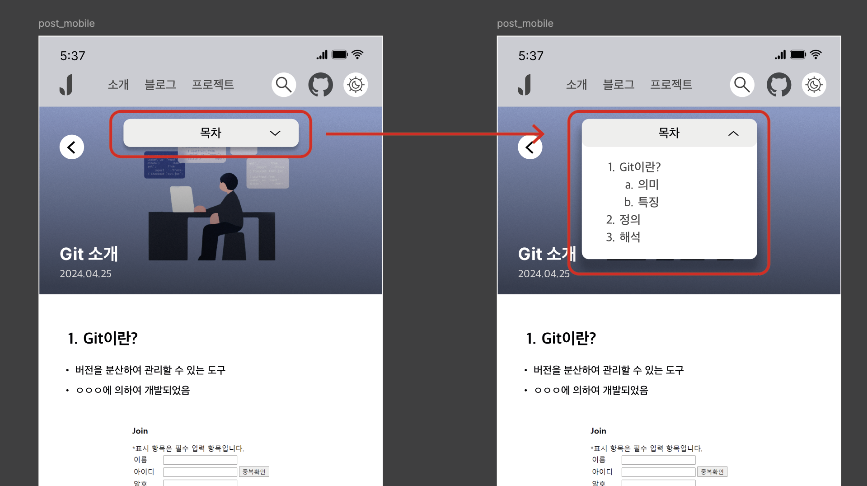 post_mobile
5:37
소개 블로그 프로젝트
목차
Git 소개
2024.04.25
1. Git이란?
• 버전을 분산하여 관리할 수 있는 도구
• ㅇㅇㅇ에 의하여 개발되었음
Join
*표시 항목은 필수 입력 항목입니다.
이름
아이디 중복확인
암호
post_mobile
5:37
소개 블로그 프로젝트
목차
1. Git이란?
a. 의미
b. 특징
2. 정의
3. 해석
Git 소개
2024.04.25
1. Git이란?
• 버전을 분산하여 관리할 수 있는 도구
• ㅇㅇㅇ에 의하여 개발되었음
Join
*표시 항목은 필수 입력 항목입니다.
이름
아이디 중복확인
암호